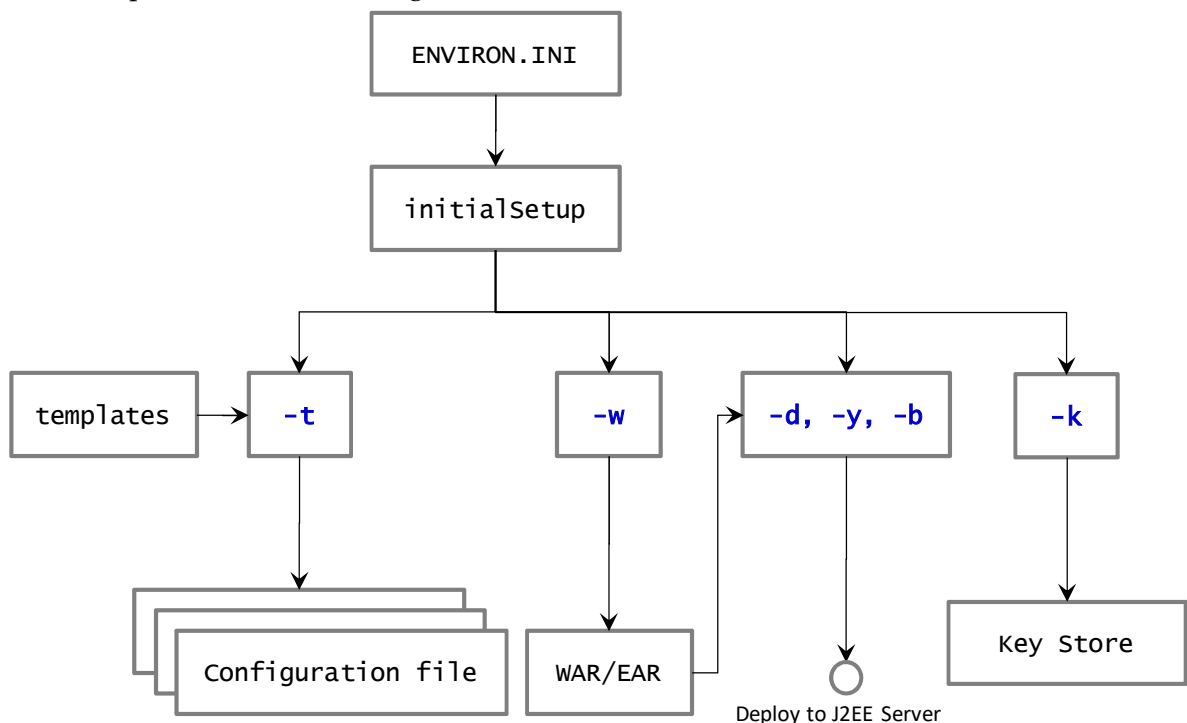 ENVIRON.INI
initialSetup
templates
-t
-w
-d, -y, -b
-k
Configuration file
WAR/EAR
Key Store
Deploy to J2EE Server